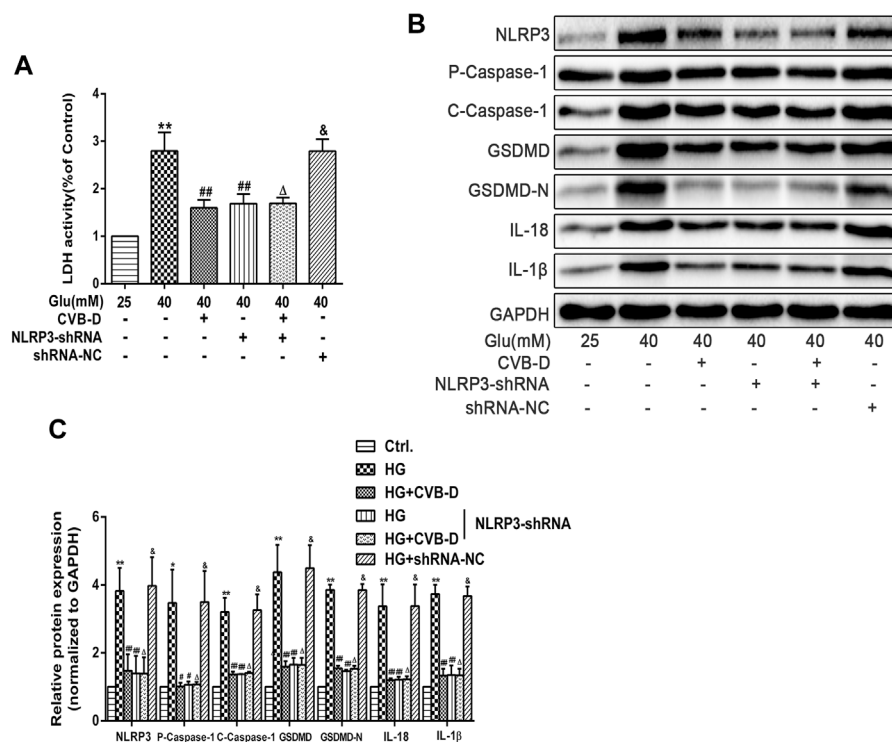 A
LDH activity(%of Control)
4
3
2
1
0
**
##
##
Δ
&
Glu(mM) 25 40 40 40 40 40
CVB-D - - + - + -
NLRP3-shRNA - - - + + -
shRNA-NC - - - - - +
B
NLRP3
P-Caspase-1
C-Caspase-1
GSDMD
GSDMD-N
IL-18
IL-1β
GAPDH
Glu(mM) 25 40 40 40 40 40
CVB-D - - + - + -
NLRP3-shRNA - - - + + -
shRNA-NC - - - - - +
C
Ctrl.
HG
HG+CVB-D
HG
HG+CVB-D
NLRP3-shRNA
HG+shRNA-NC
Relative protein expression
(normalized to GAPDH)
6
4
2
0
** ## ## Δ &
* # # Δ &
** ## ## Δ &
** ## ## Δ &
** ## ## Δ &
** ## ## Δ &
** ## ## Δ &
NLRP3 P-Caspase-1 C-Caspase-1 GSDMD GSDMD-N IL-18 IL-1β